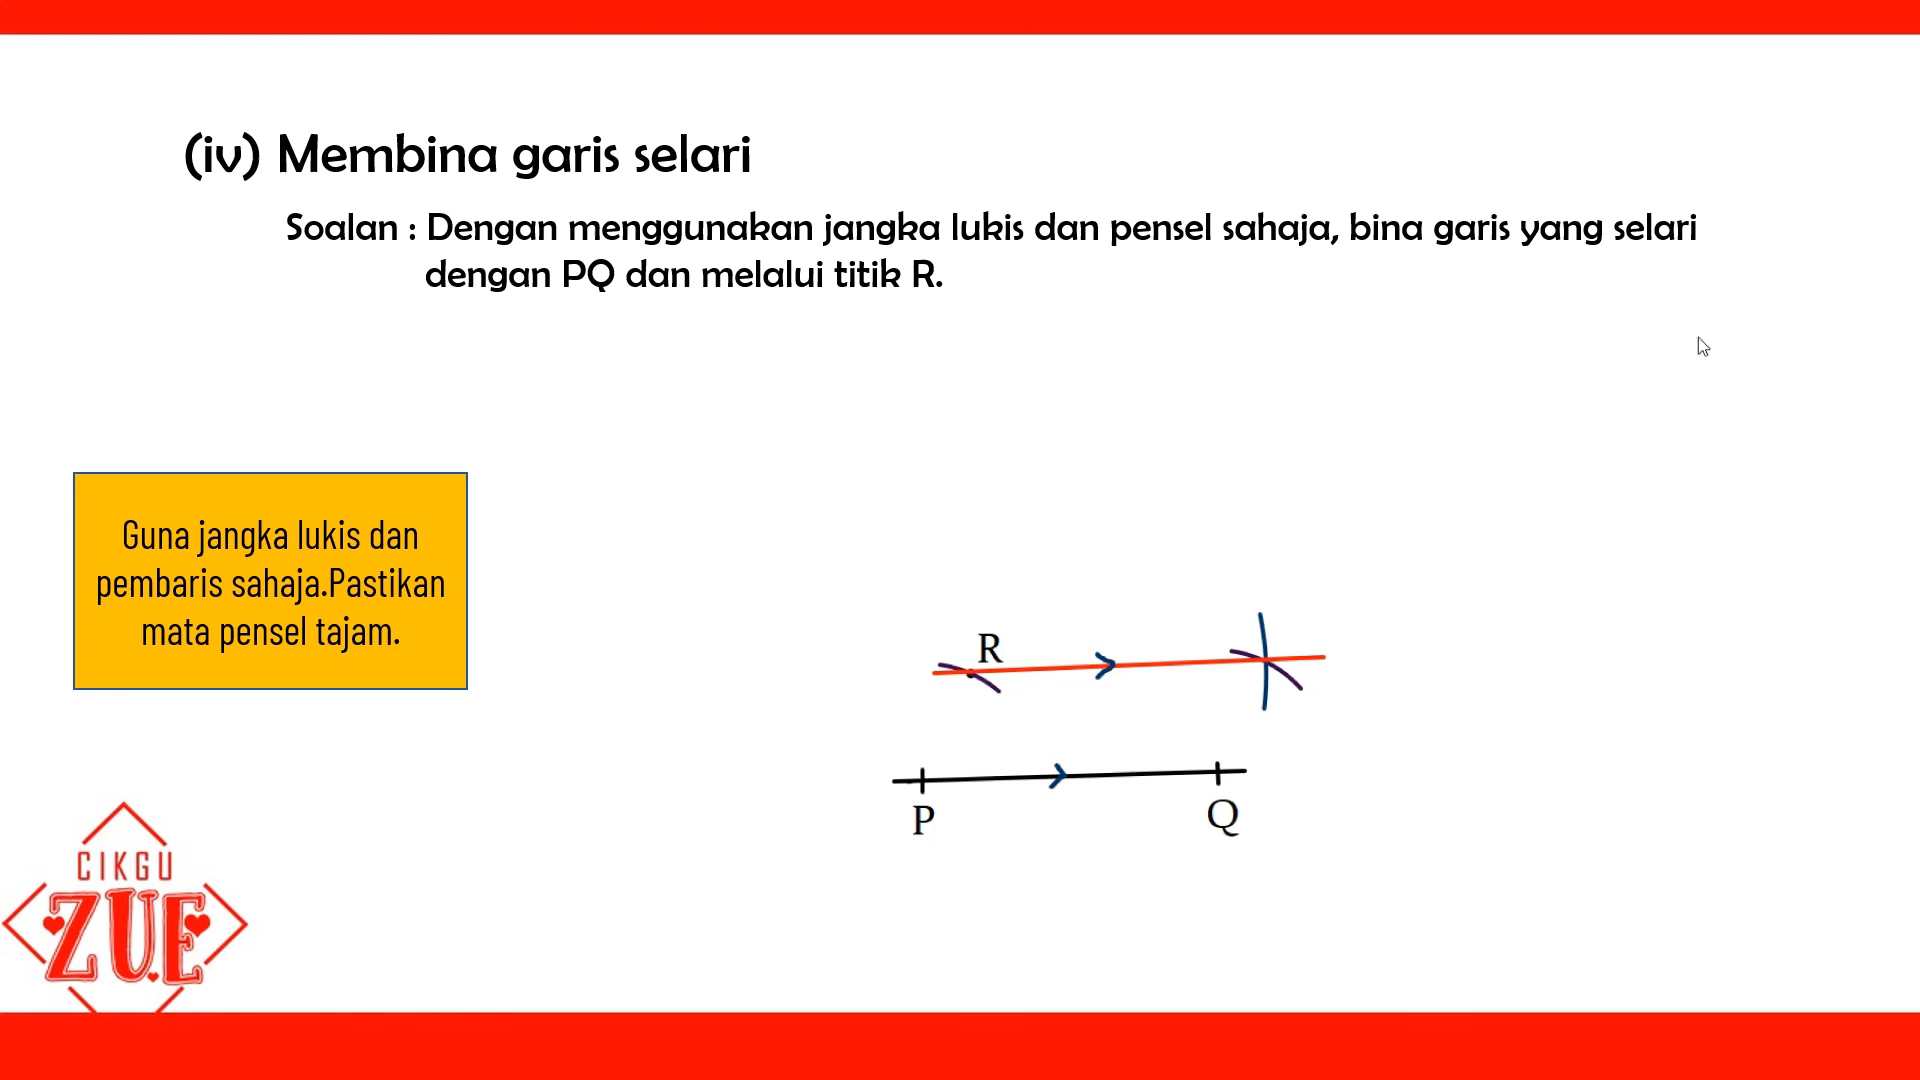 (iv) Membina garis selari
Soalan : Dengan menggunakan jangka lukis dan pensel sahaja, bina garis yang selari
dengan PQ dan melalui titik R.
Guna jangka lukis dan
pembaris sahaja.Pastikan
mata pensel tajam.
R
P
Q
CIKGU
ZUE